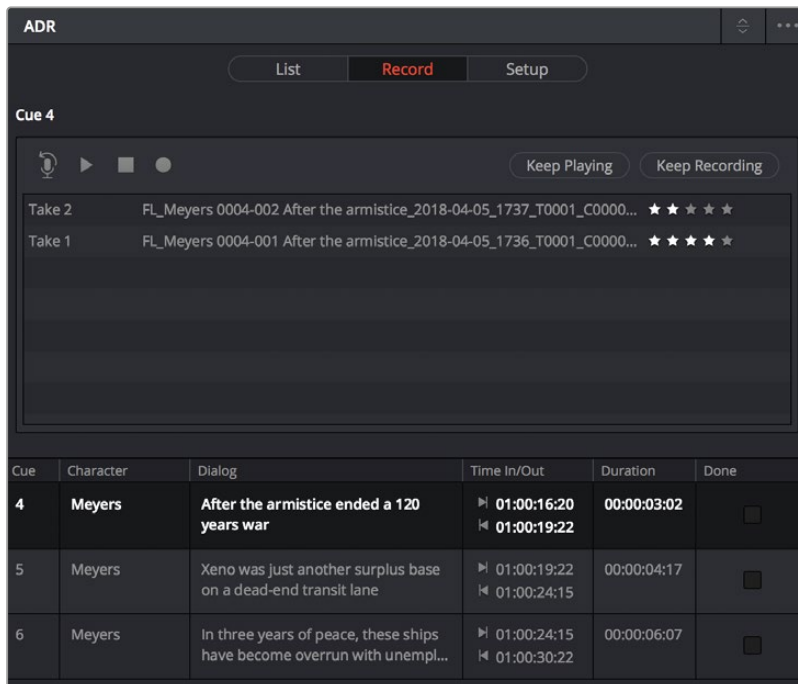 ADR
List Record Setup
Cue 4
Keep Playing Keep Recording
Take 2 FL_Meyers 0004-002 After the armistice_2018-04-05_1737_T0001_C0000...
Take 1 FL_Meyers 0004-001 After the armistice_2018-04-05_1736_T0001_C0000...
Cue Character Dialog Time In/Out Duration Done
4 Meyers After the armistice ended a 120 01:00:16:20 00:00:03:02
years war 01:00:19:22
5 Meyers Xeno was just another surplus base 01:00:19:22 00:00:04:17
on a dead-end transit lane 01:00:24:15
6 Meyers In three years of peace, these ships 01:00:24:15 00:00:06:07
have become overrun with unempl... 01:00:30:22